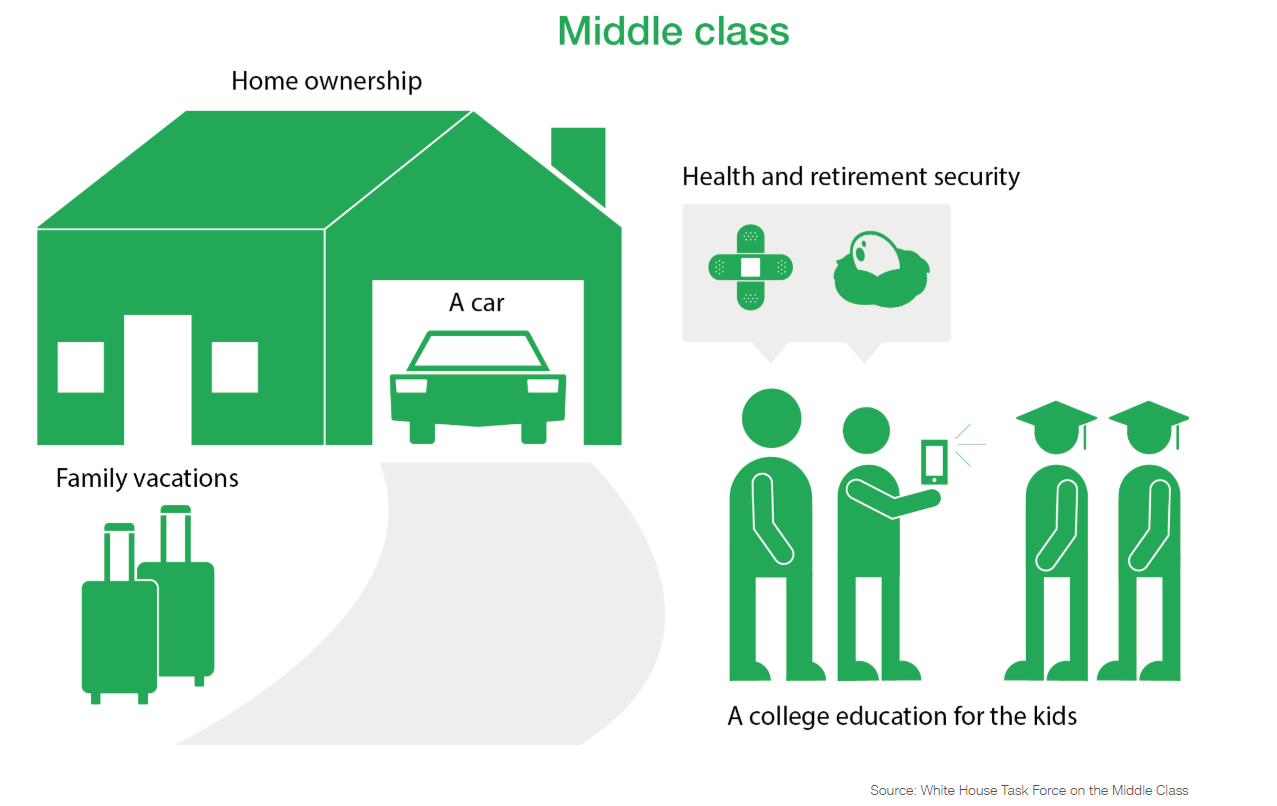 Middle class
Home ownership
Health and retirement security
A car
Family vacations
A college education for the kids
Source: White House Task Force on the Middle Class